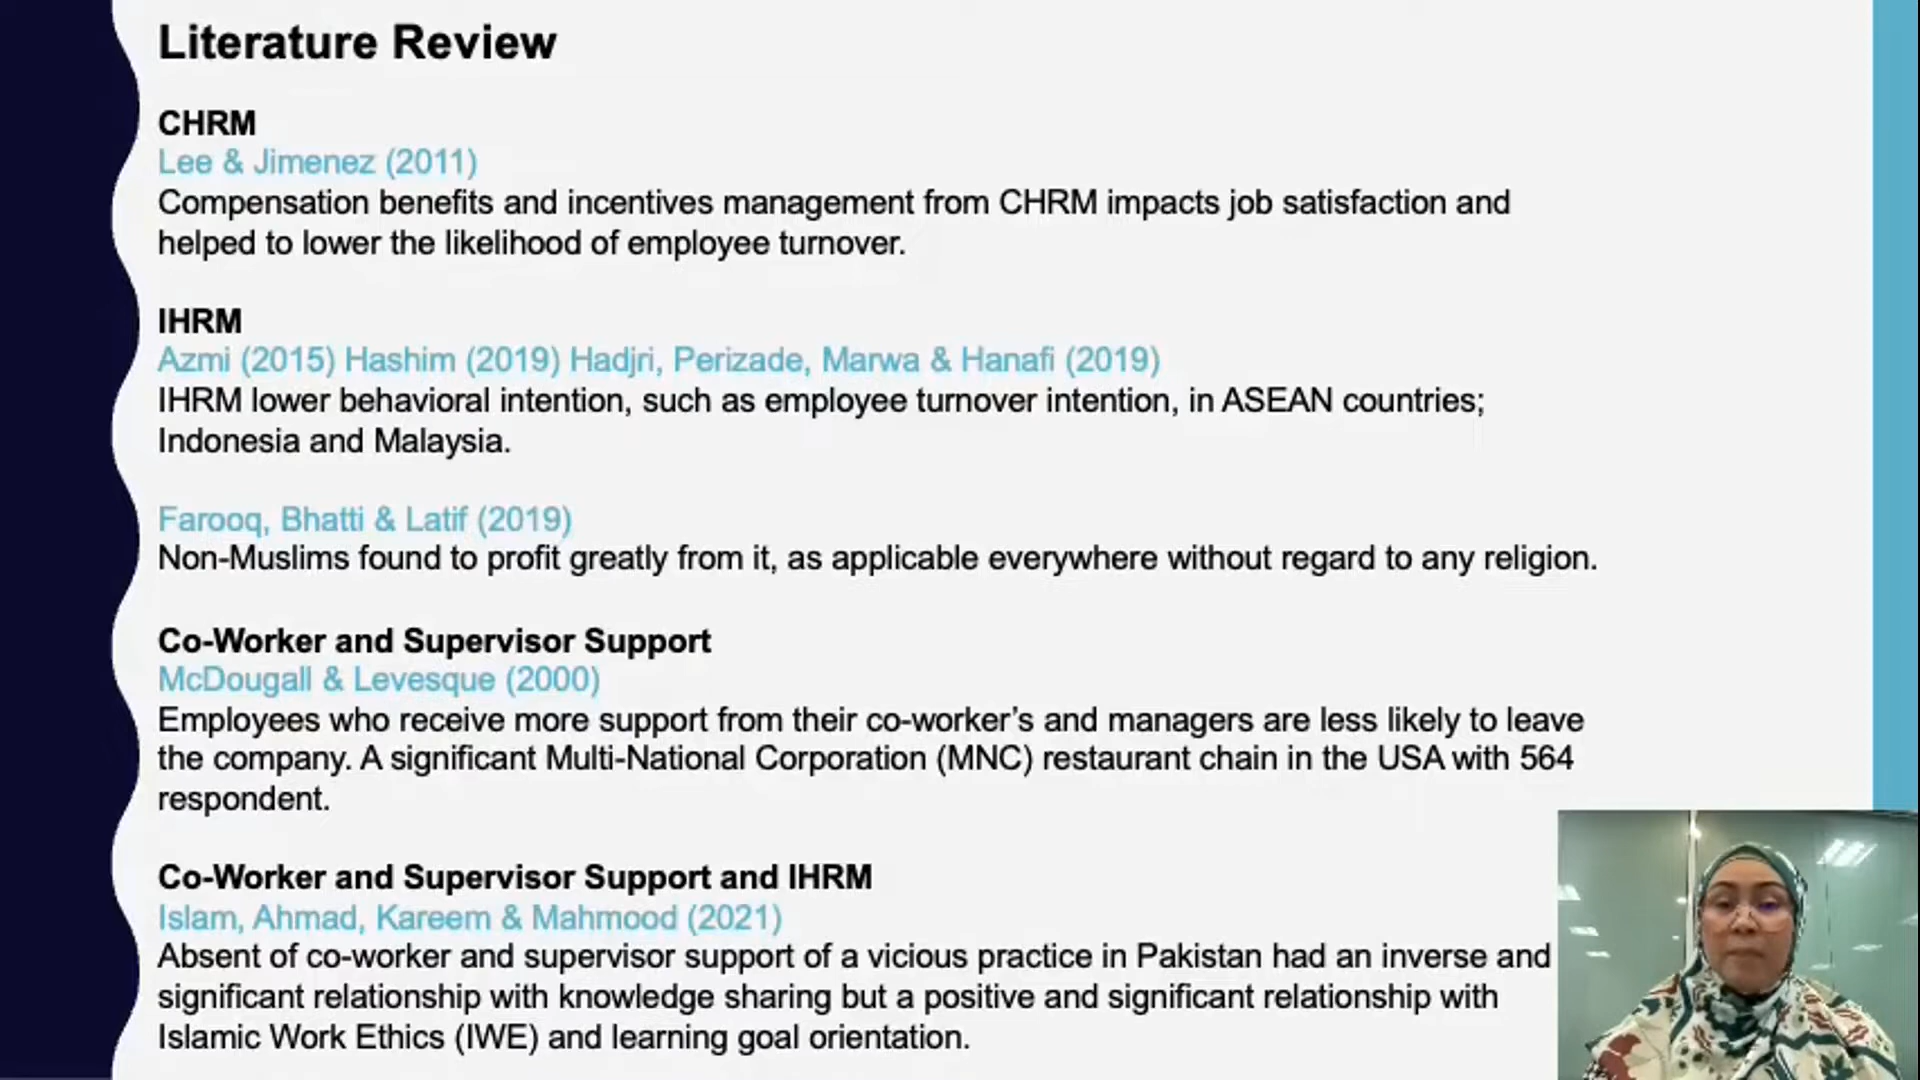 Literature Review
CHRM
Lee & Jimenez (2011)
Compensation benefits and incentives management from CHRM impacts job satisfaction and
helped to lower the likelihood of employee turnover.
IHRM
Azmi (2015) Hashim (2019) Hadjri, Perizade, Marwa & Hanafi (2019)
IHRM lower behavioral intention, such as employee turnover intention, in ASEAN countries;
Indonesia and Malaysia.
Farooq, Bhatti & Latif (2019)
Non-Muslims found to profit greatly from it, as applicable everywhere without regard to any religion.
Co-Worker and Supervisor Support
McDougall & Levesque (2000)
Employees who receive more support from their co-worker’s and managers are less likely to leave
the company. A significant Multi-National Corporation (MNC) restaurant chain in the USA with 564
respondent.
Co-Worker and Supervisor Support and IHRM
Islam, Ahmad, Kareem & Mahmood (2021)
Absent of co-worker and supervisor support of a vicious practice in Pakistan had an inverse and
significant relationship with knowledge sharing but a positive and significant relationship with
Islamic Work Ethics (IWE) and learning goal orientation.